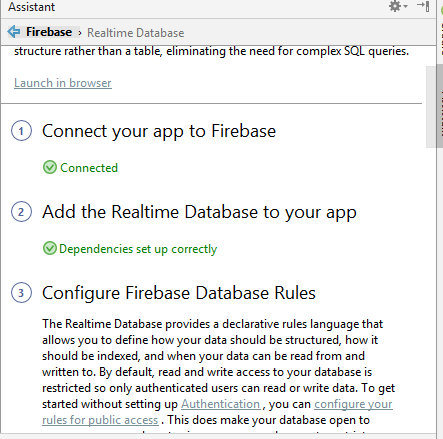 Assistant
Firebase › Realtime Database
structure rather than a table, eliminating the need for complex SQL queries.
Launch in browser
1 Connect your app to Firebase
Connected
2 Add the Realtime Database to your app
Dependencies set up correctly
3 Configure Firebase Database Rules
The Realtime Database provides a declarative rules language that
allows you to define how your data should be structured, how it
should be indexed, and when your data can be read from and
written to. By default, read and write access to your database is
restricted so only authenticated users can read or write data. To get
started without setting up Authentication , you can configure your
rules for public access . This does make your database open to